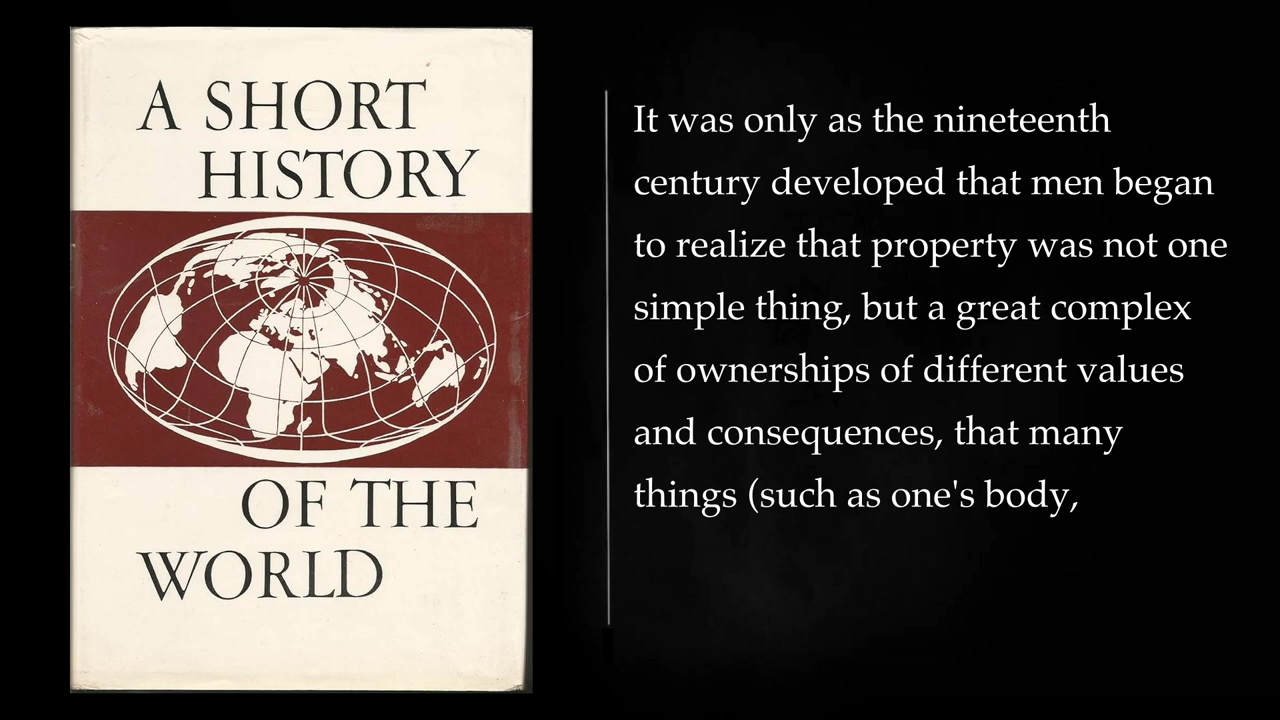 A SHORT
HISTORY
OF THE
WORLD
It was only as the nineteenth
century developed that men began
to realize that property was not one
simple thing, but a great complex
of ownerships of different values
and consequences, that many
things (such as one's body,